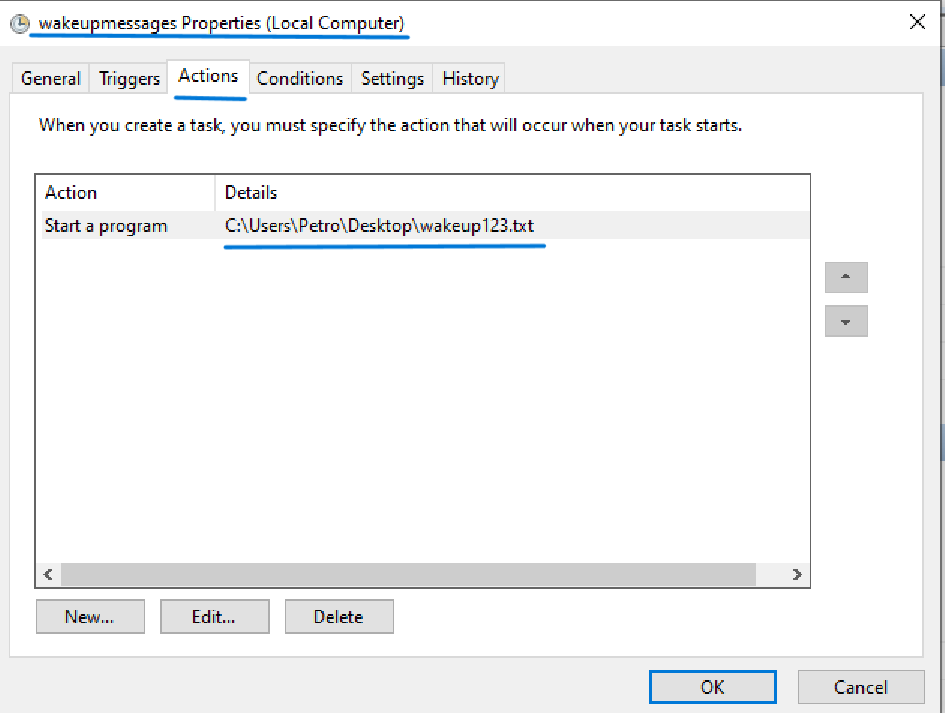 wakeupmessages Properties (Local Computer)
General Triggers Actions Conditions Settings History
When you create a task, you must specify the action that will occur when your task starts.
Action Details
Start a program C:\Users\Petro\Desktop\wakeup123.txt
New... Edit... Delete
OK Cancel